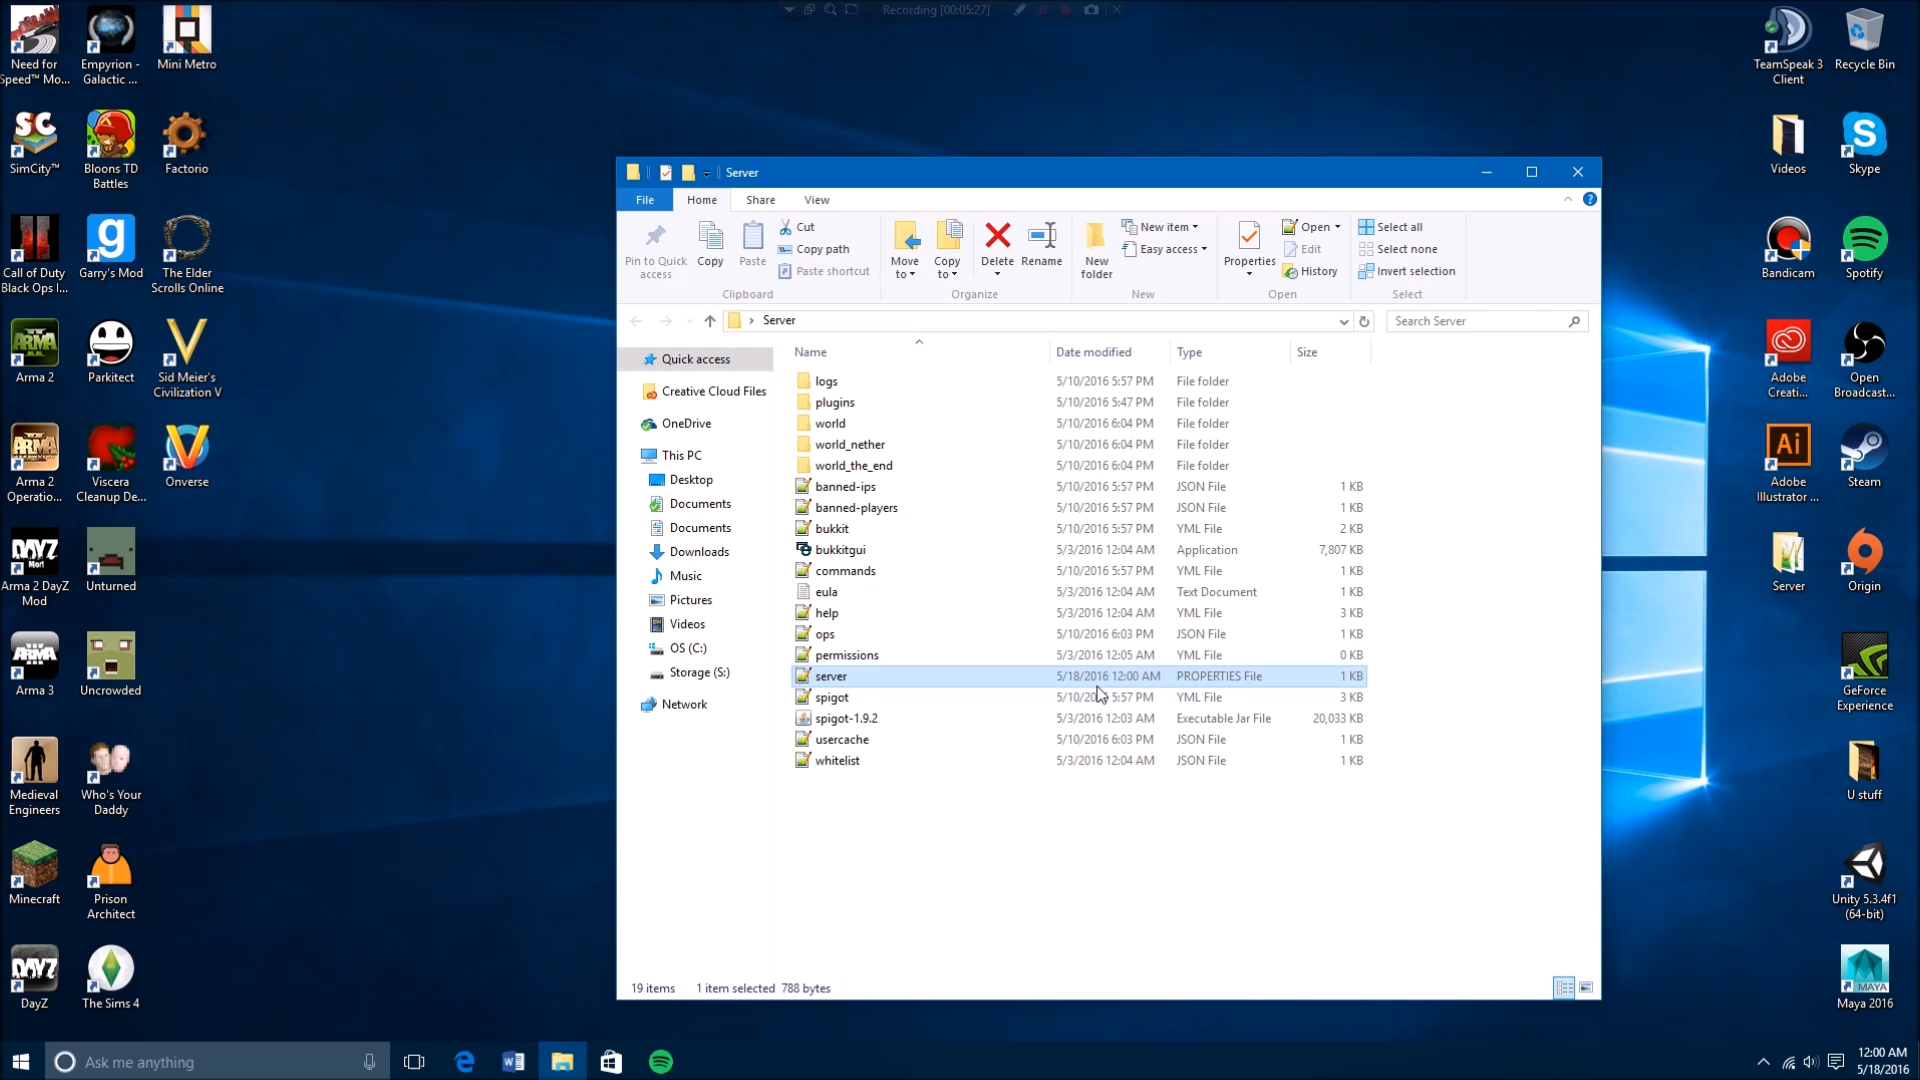 Recording [00:05:27]
Need for
Speed™ Mo...
Empyrion -
Galactic ...
Mini Metro
SimCity™
Bloons TD
Battles
Factorio
Call of Duty
Black Ops I...
Garry's Mod
The Elder
Scrolls Online
Arma 2
Parkitect
Sid Meier's
Civilization V
Arma 2
Operatio...
Viscera
Cleanup De...
Onverse
Arma 2 DayZ
Mod
Unturned
Arma 3
Uncrowded
Medieval
Engineers
Who's Your
Daddy
Minecraft
Prison
Architect
DayZ
The Sims 4
Server
File
Home
Share
View
Pin to Quick
access
Copy
Paste
Cut
Copy path
Paste shortcut
Clipboard
Move
to
Copy
to
Delete
Rename
Organize
New
folder
New item
Easy access
New
Properties
Open
Edit
History
Open
Select all
Select none
Invert selection
Select
Server
Search Server
Quick access
Creative Cloud Files
OneDrive
This PC
Desktop
Documents
Documents
Downloads
Music
Pictures
Videos
OS (C:)
Storage (S:)
Network
Name Date modified Type Size
logs 5/10/2016 5:57 PM File folder
plugins 5/10/2016 5:47 PM File folder
world 5/10/2016 6:04 PM File folder
world_nether 5/10/2016 6:04 PM File folder
world_the_end 5/10/2016 6:04 PM File folder
banned-ips 5/10/2016 5:57 PM JSON File 1 KB
banned-players 5/10/2016 5:57 PM JSON File 1 KB
bukkit 5/10/2016 5:57 PM YML File 2 KB
bukkitgui 5/3/2016 12:04 AM Application 7,807 KB
commands 5/10/2016 5:57 PM YML File 1 KB
eula 5/3/2016 12:04 AM Text Document 1 KB
help 5/3/2016 12:04 AM YML File 3 KB
ops 5/10/2016 6:03 PM JSON File 1 KB
permissions 5/3/2016 12:05 AM YML File 0 KB
server 5/18/2016 12:00 AM PROPERTIES File 1 KB
spigot 5/10/2016 5:57 PM YML File 3 KB
spigot-1.9.2 5/3/2016 12:03 AM Executable Jar File 20,033 KB
usercache 5/10/2016 6:03 PM JSON File 1 KB
whitelist 5/3/2016 12:04 AM JSON File 1 KB
19 items 1 item selected 788 bytes
TeamSpeak 3
Client
Recycle Bin
Videos
Skype
Bandicam
Spotify
Adobe
Creati...
Open
Broadcast...
Adobe
Illustrator ...
Steam
Server
Origin
GeForce
Experience
U stuff
Unity 5.3.4f1
(64-bit)
Maya 2016
Ask me anything
12:00 AM
5/18/2016